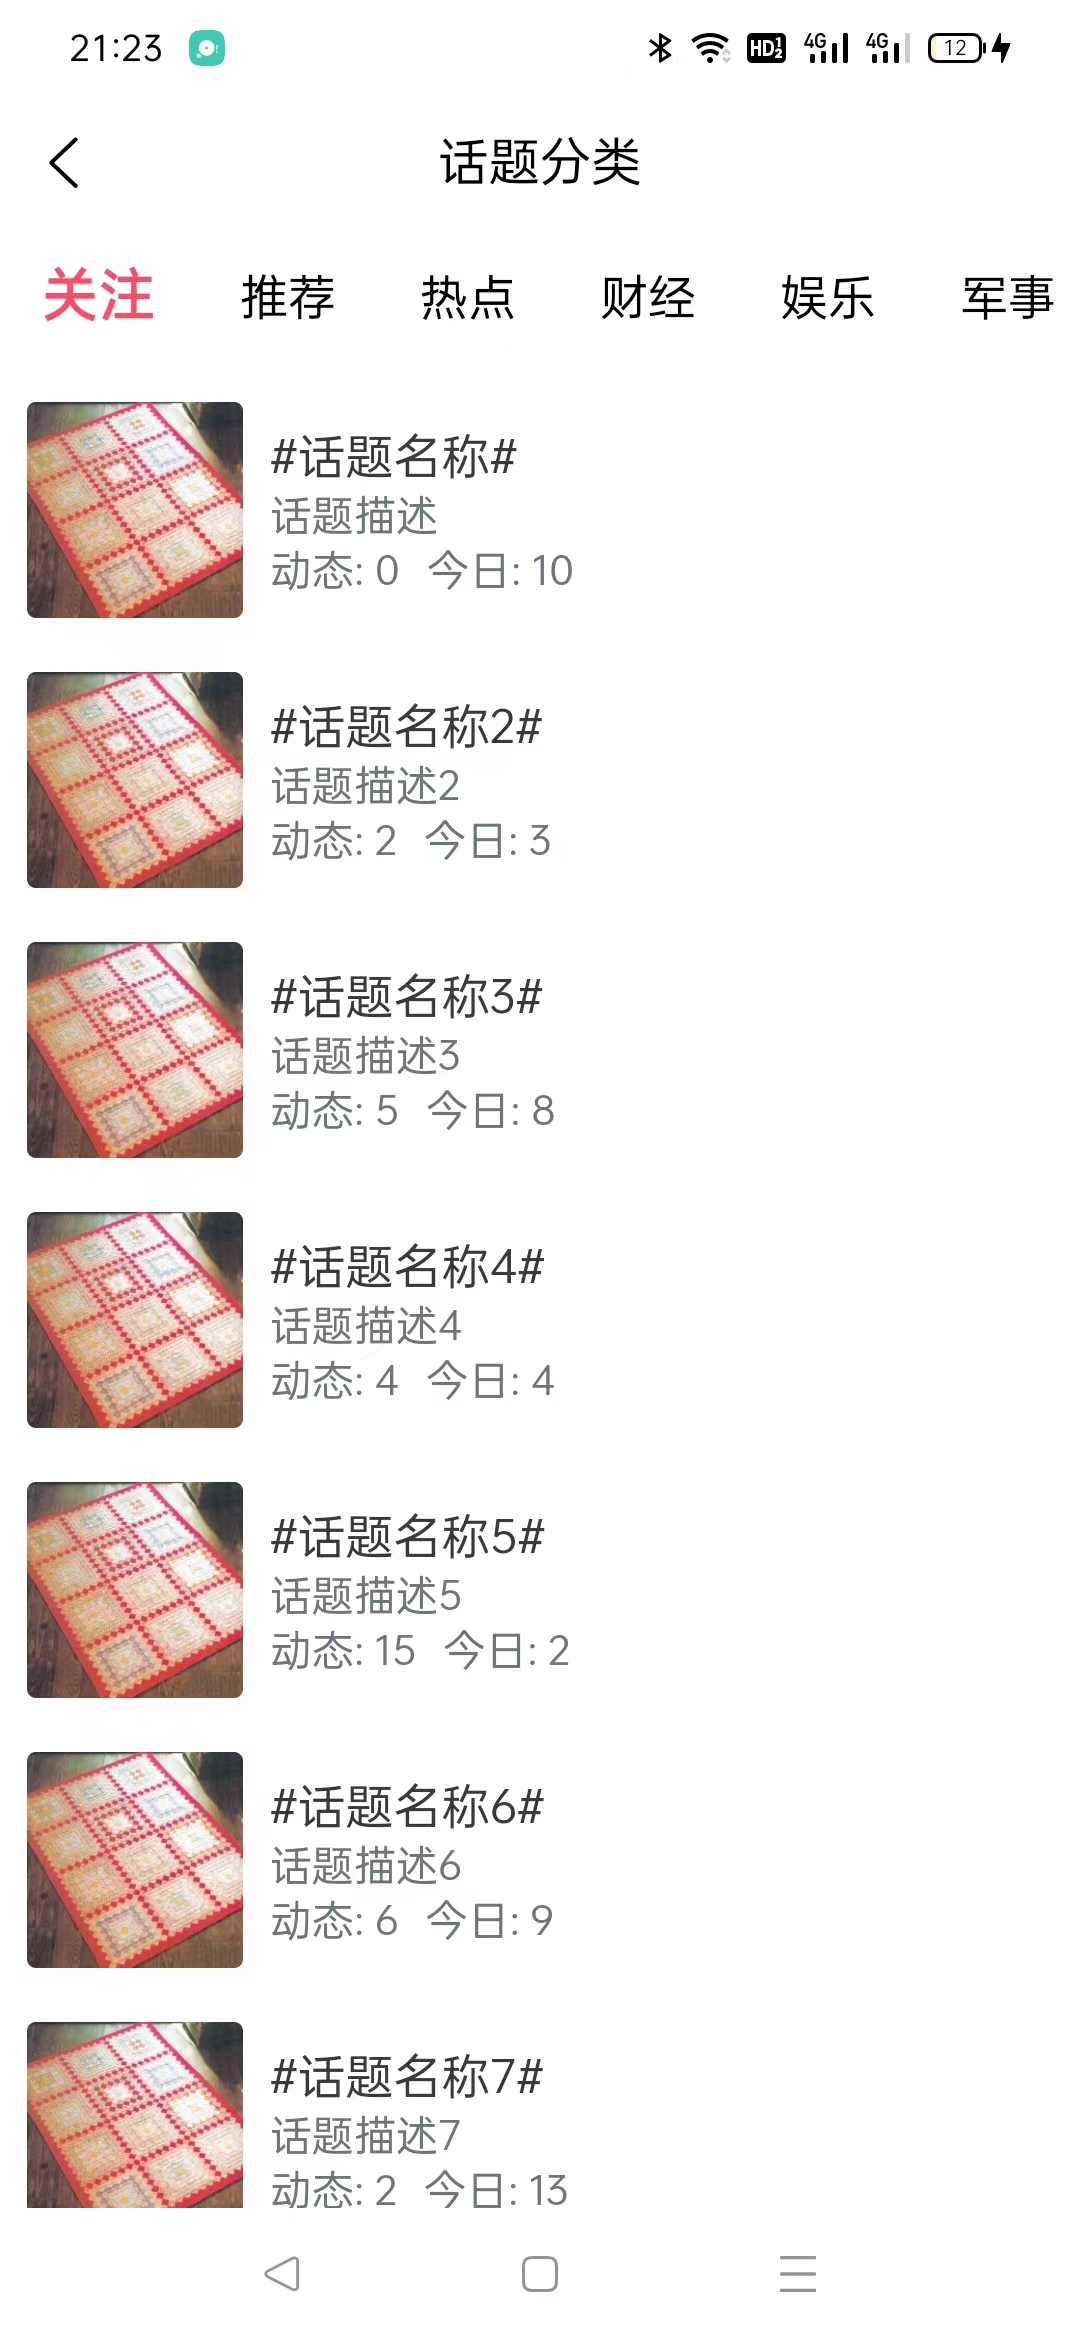 21:23 HD 1 2 4G 4G 12
话题分类
关注 推荐 热点 财经 娱乐 军事
#话题名称#
话题描述
动态: 0 今日: 10
#话题名称2#
话题描述2
动态: 2 今日: 3
#话题名称3#
话题描述3
动态: 5 今日: 8
#话题名称4#
话题描述4
动态: 4 今日: 4
#话题名称5#
话题描述5
动态: 15 今日: 2
#话题名称6#
话题描述6
动态: 6 今日: 9
#话题名称7#
话题描述7
动态: 2 今日: 13